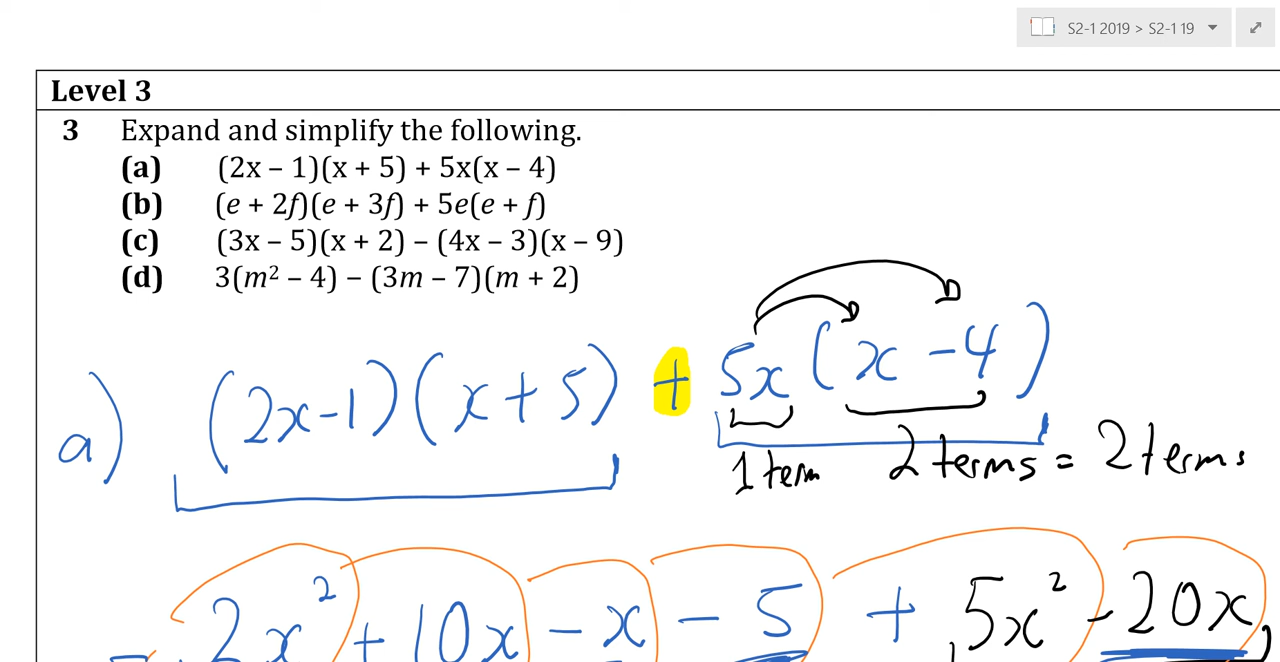 S2-1 2019 > S2-1 19
Level 3
3 Expand and simplify the following.
(a) (2x – 1)(x + 5) + 5x(x – 4)
(b) (e + 2f)(e + 3f) + 5e(e + f)
(c) (3x – 5)(x + 2) – (4x – 3)(x – 9)
(d) 3(m² – 4) – (3m – 7)(m + 2)
a) (2x-1)(x+5) + 5x(x-4)
1 term 2 terms = 2 terms
= 2x² + 10x - x - 5 + 5x² - 20x